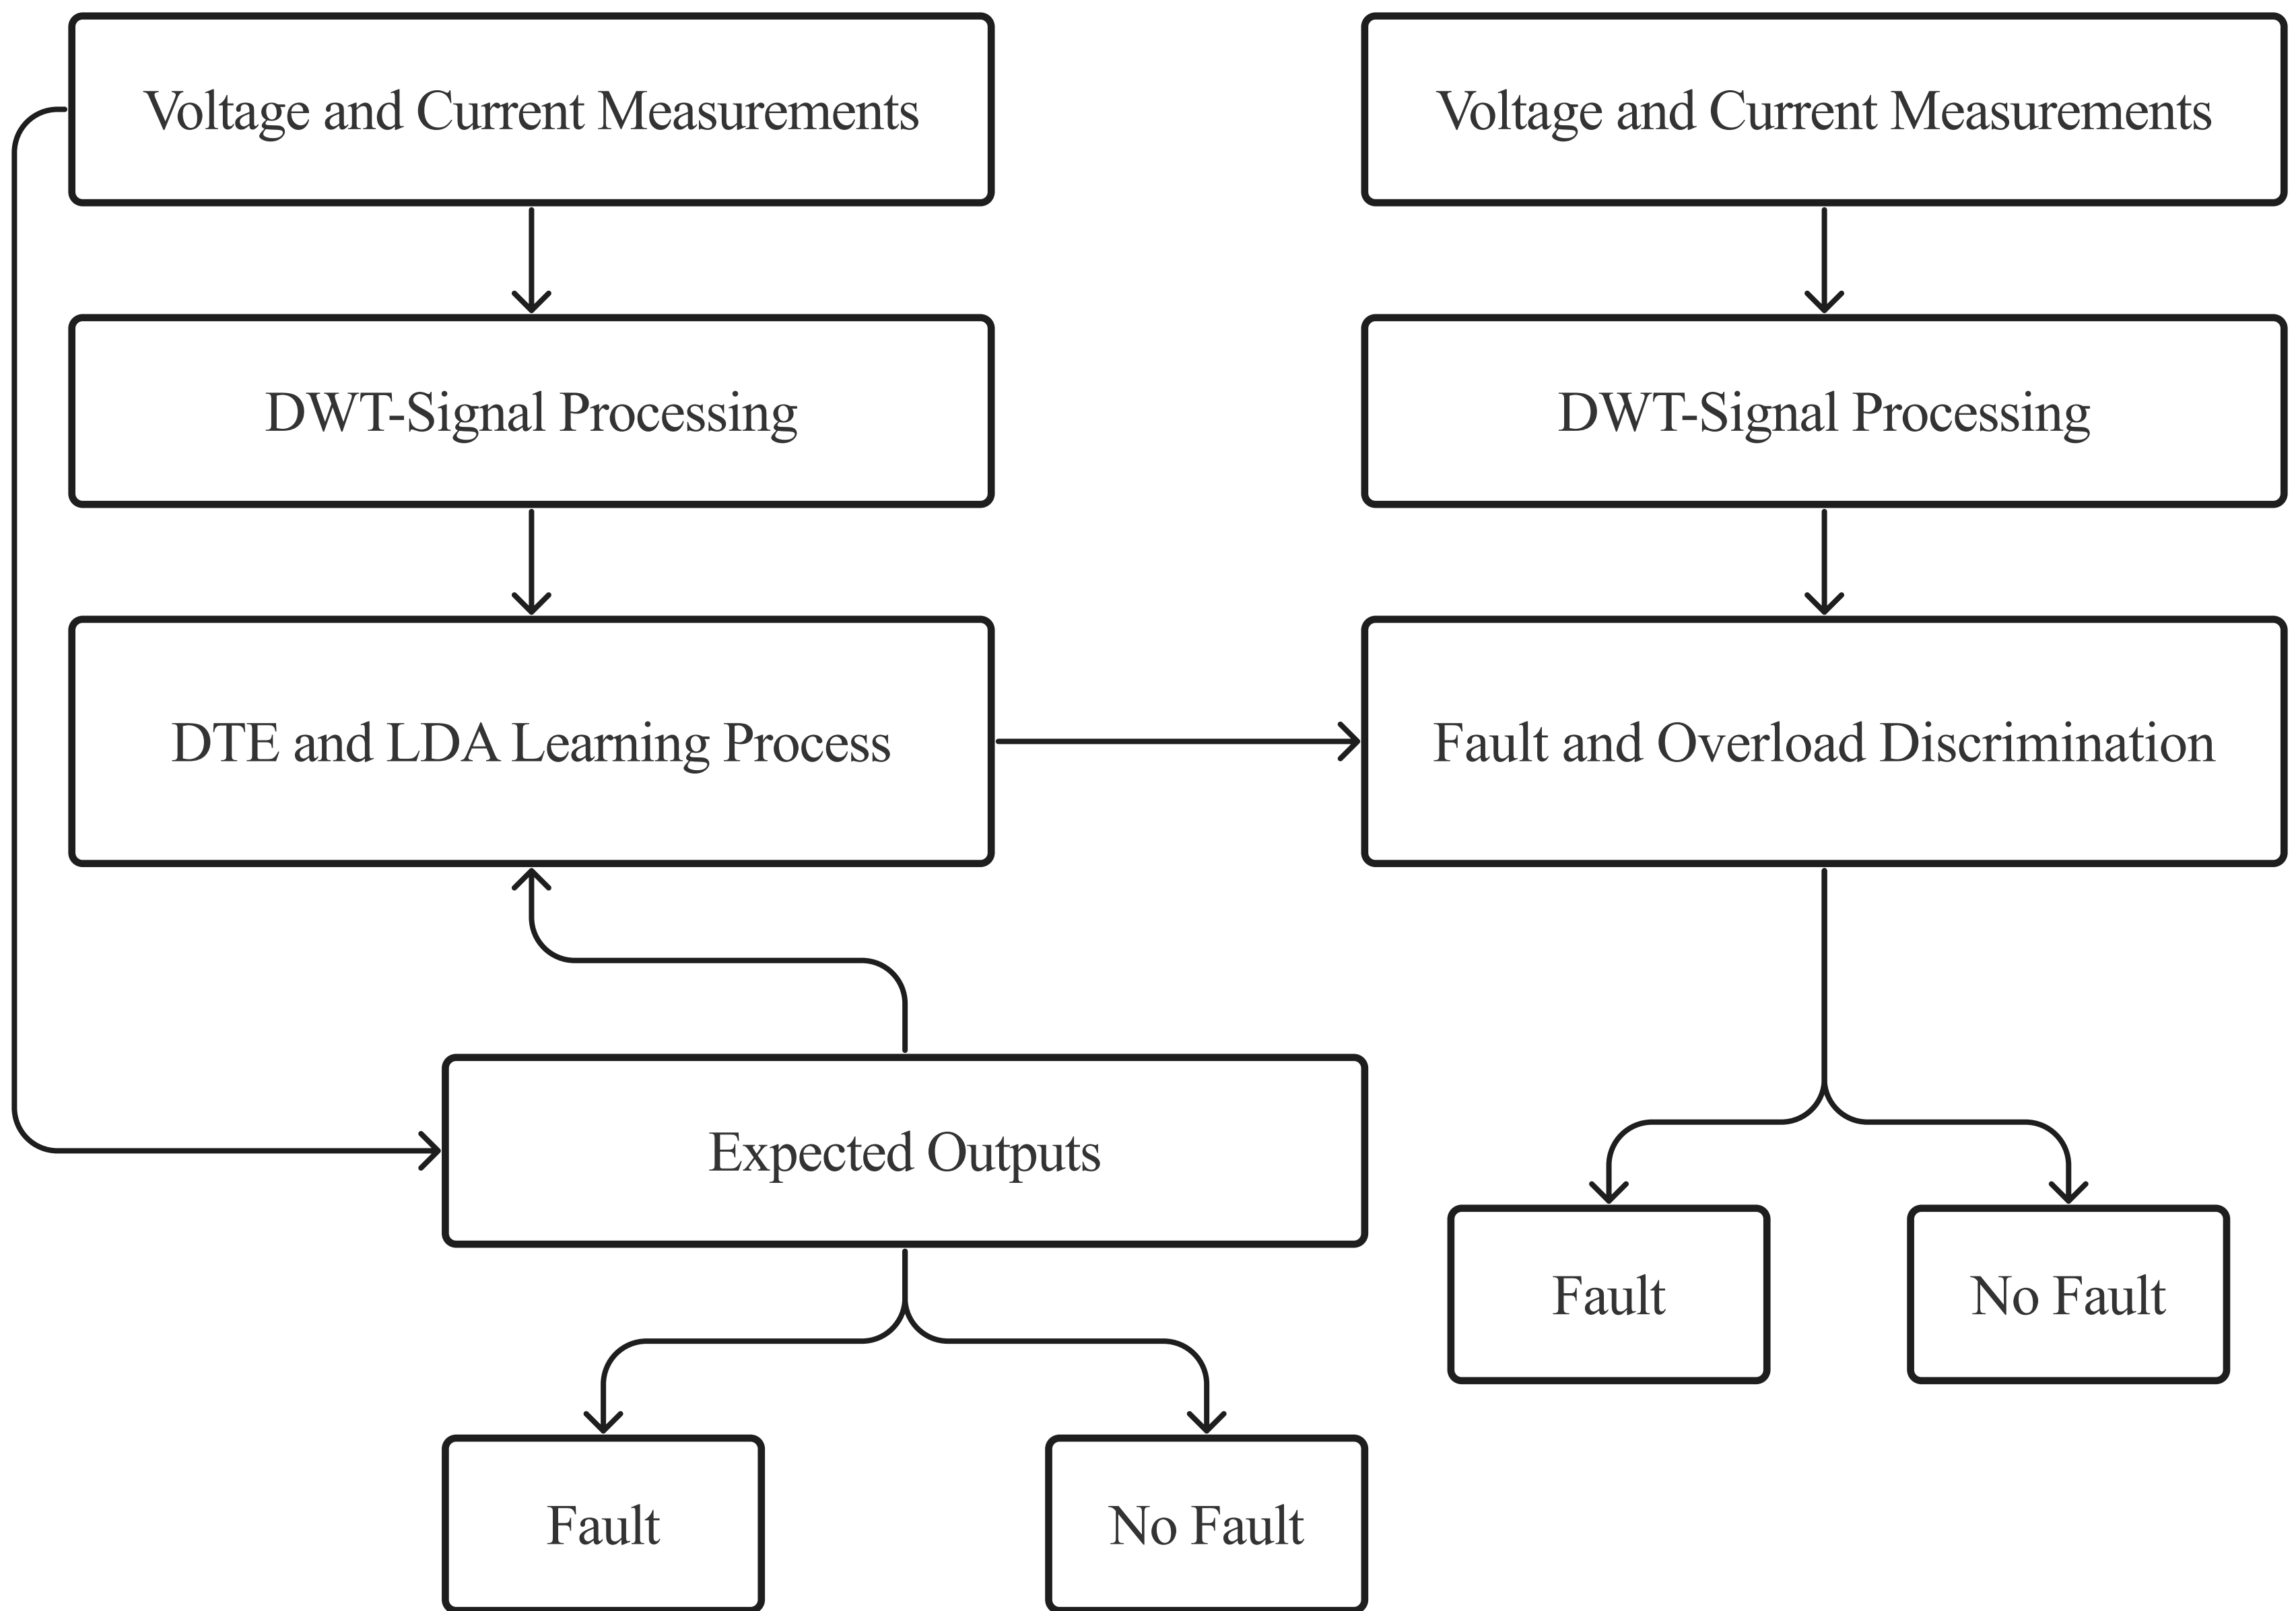 Voltage and Current Measurements
Voltage and Current Measurements
DWT-Signal Processing
DWT-Signal Processing
DTE and LDA Learning Process
Fault and Overload Discrimination
Expected Outputs
Fault
No Fault
Fault
No Fault